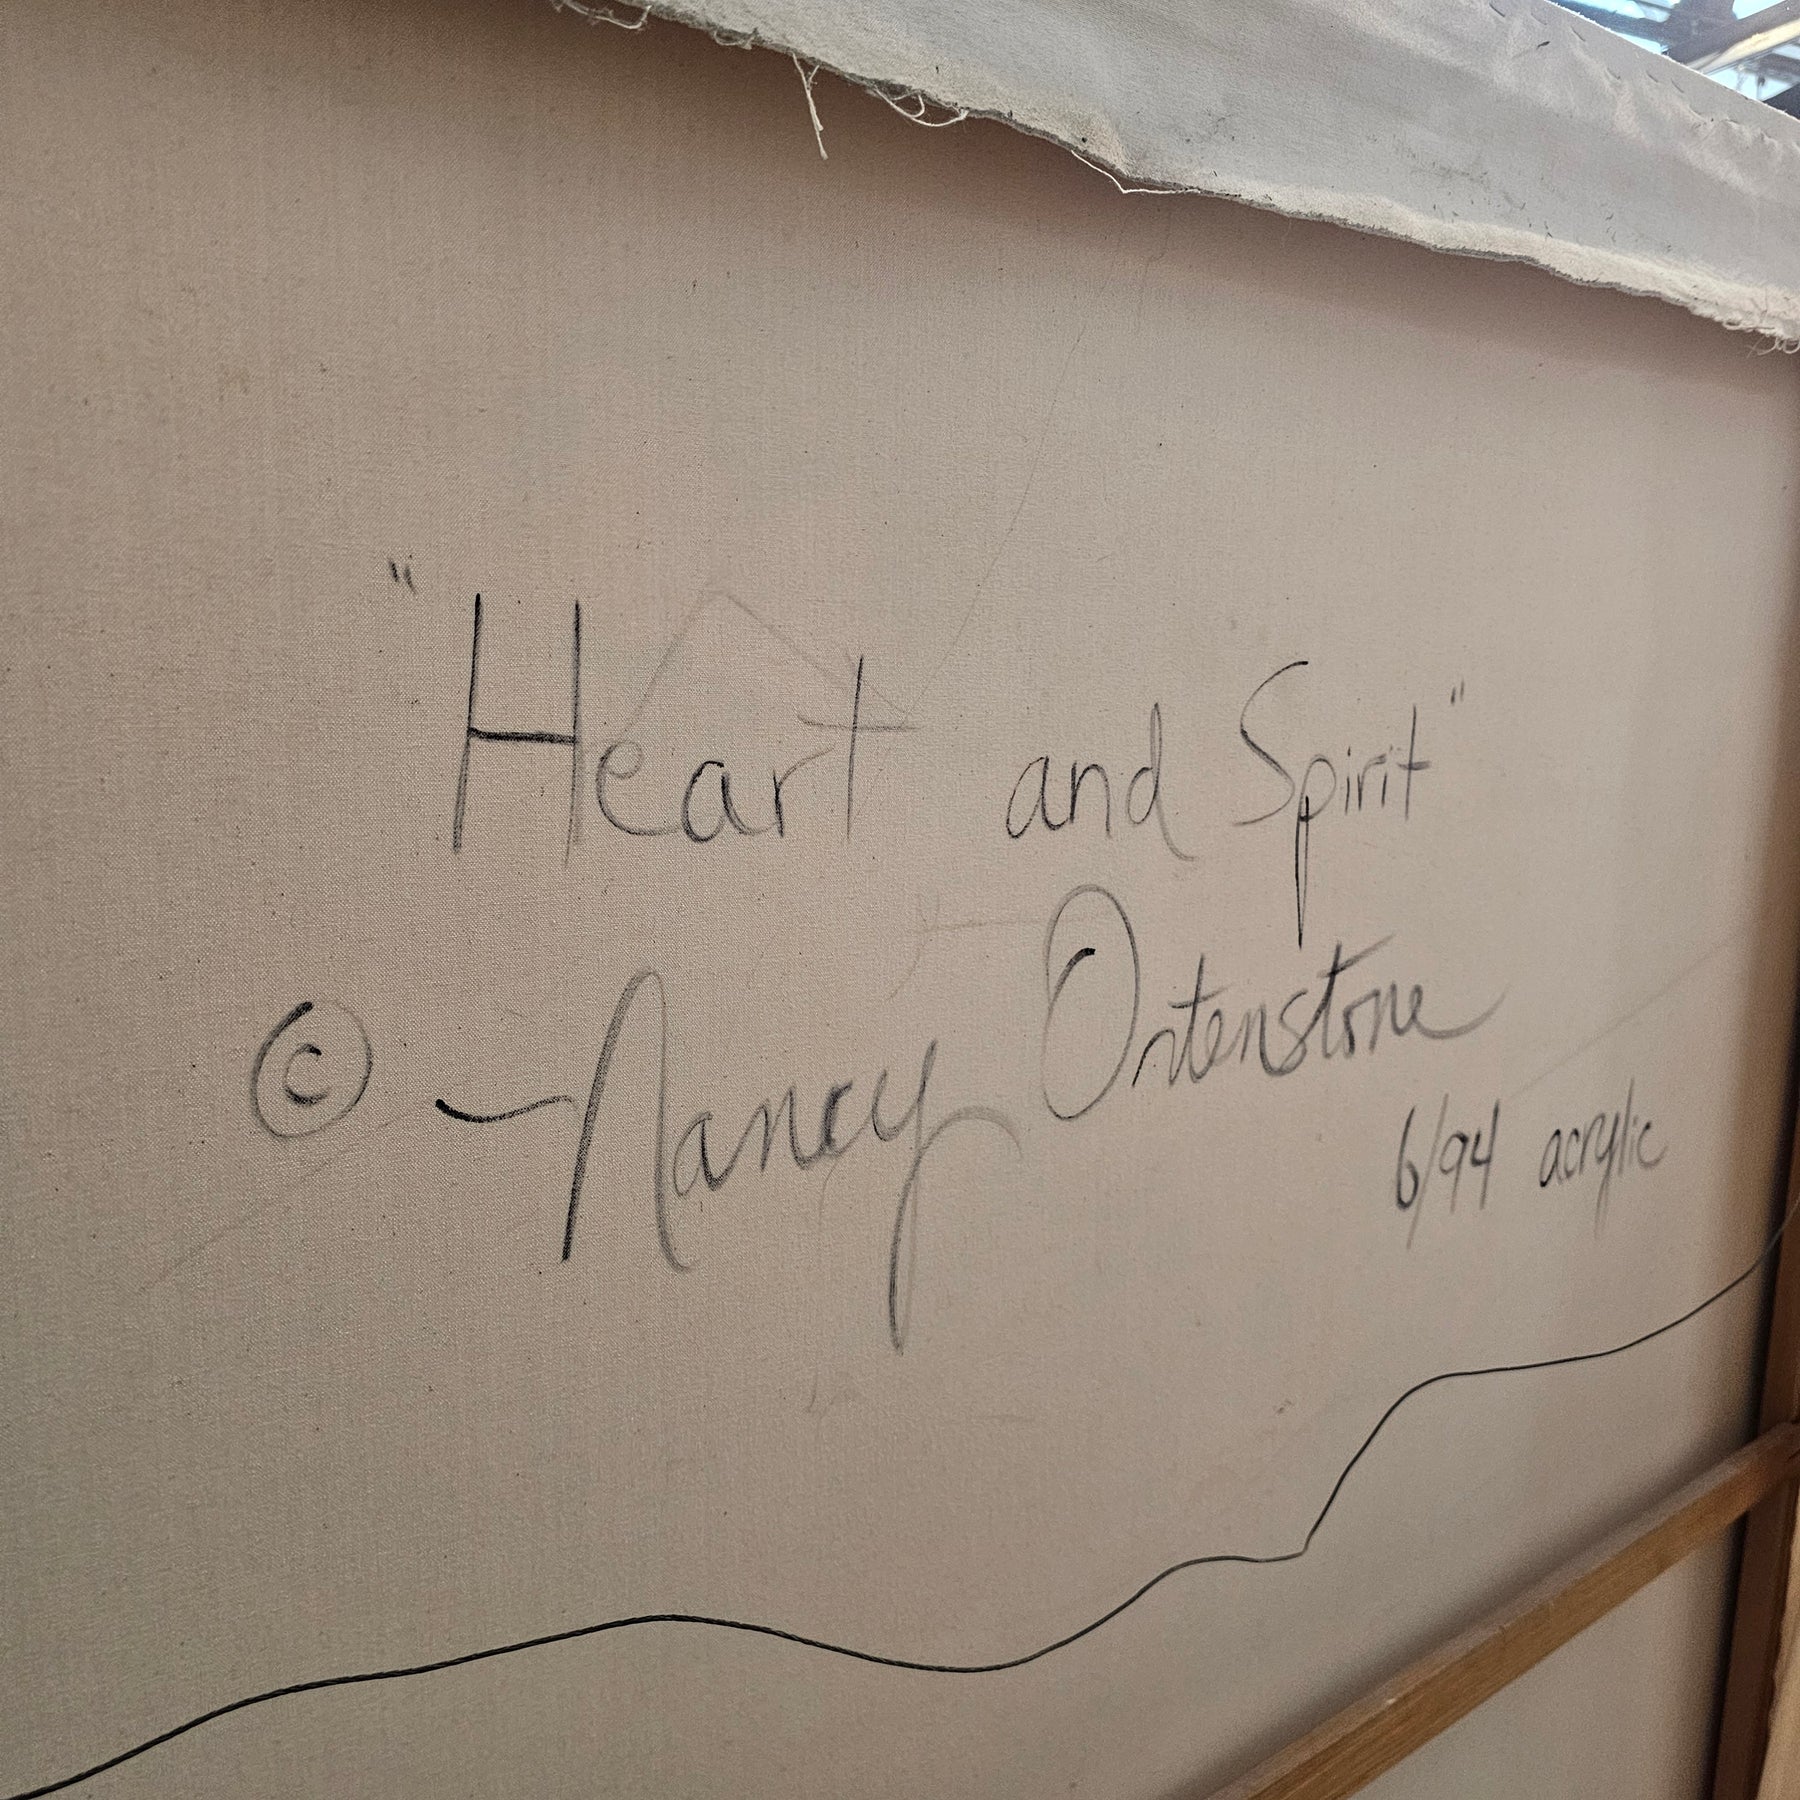 "Heart and Spirit"
© Nancy Ortenstone
6/94 acrylic